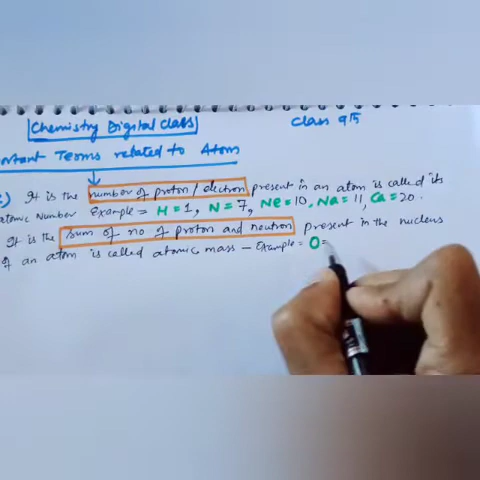 Chemistry Digital Class
Class 9th
ortant Terms related to Atom
It is the number of proton/electron present in an atom is called its
atomic Number Example = H = 1, N = 7, Ne = 10, Na = 11, Ca = 20.
It is the sum of no of proton and neutron present in the nucleus
of an atom is called atomic mass - Example = O =